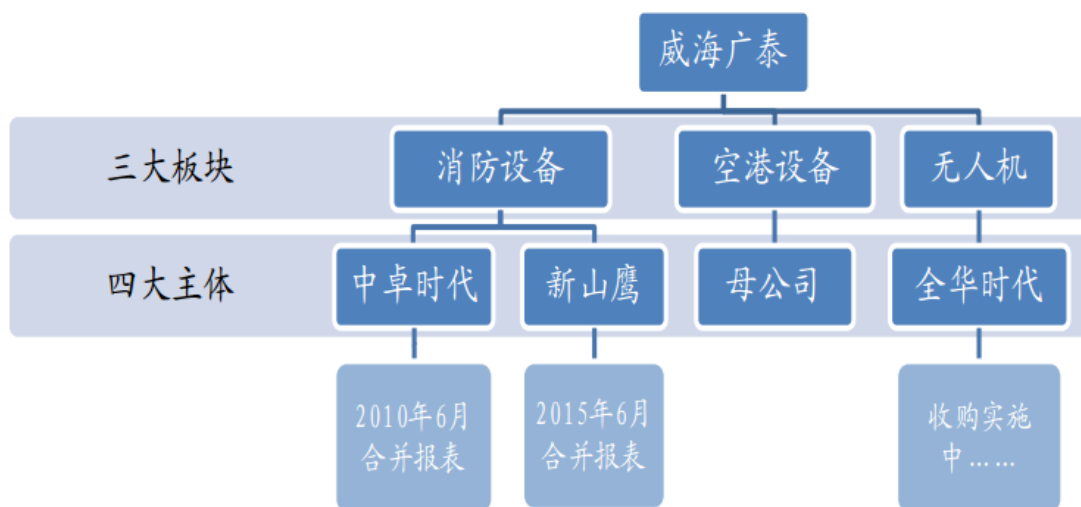 威海广泰
三大板块
消防设备
空港设备
无人机
四大主体
中卓时代
新山鹰
母公司
全华时代
2010年6月
合并报表
2015年6月
合并报表
收购实施
中……